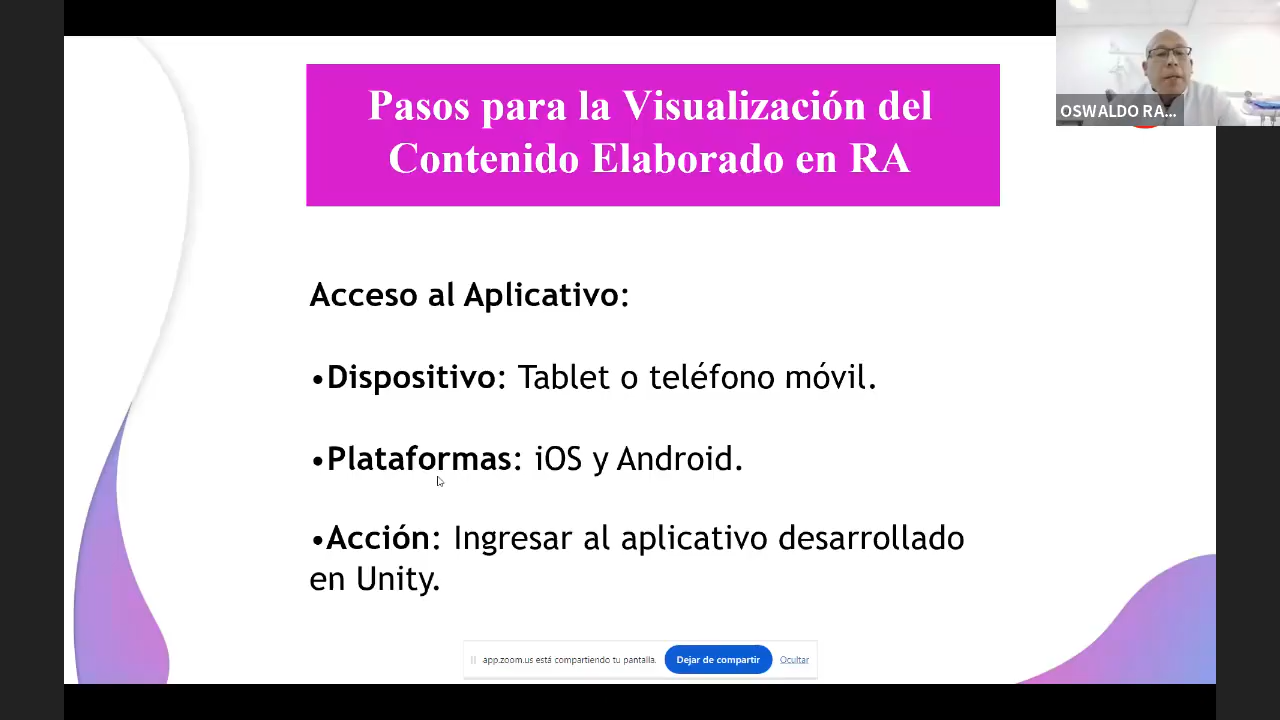 Pasos para la Visualización del
Contenido Elaborado en RA
OSWALDO RA...
Acceso al Aplicativo:
•Dispositivo: Tablet o teléfono móvil.
•Plataformas: iOS y Android.
•Acción: Ingresar al aplicativo desarrollado
en Unity.
app.zoom.us está compartiendo tu pantalla. Dejar de compartir Ocultar